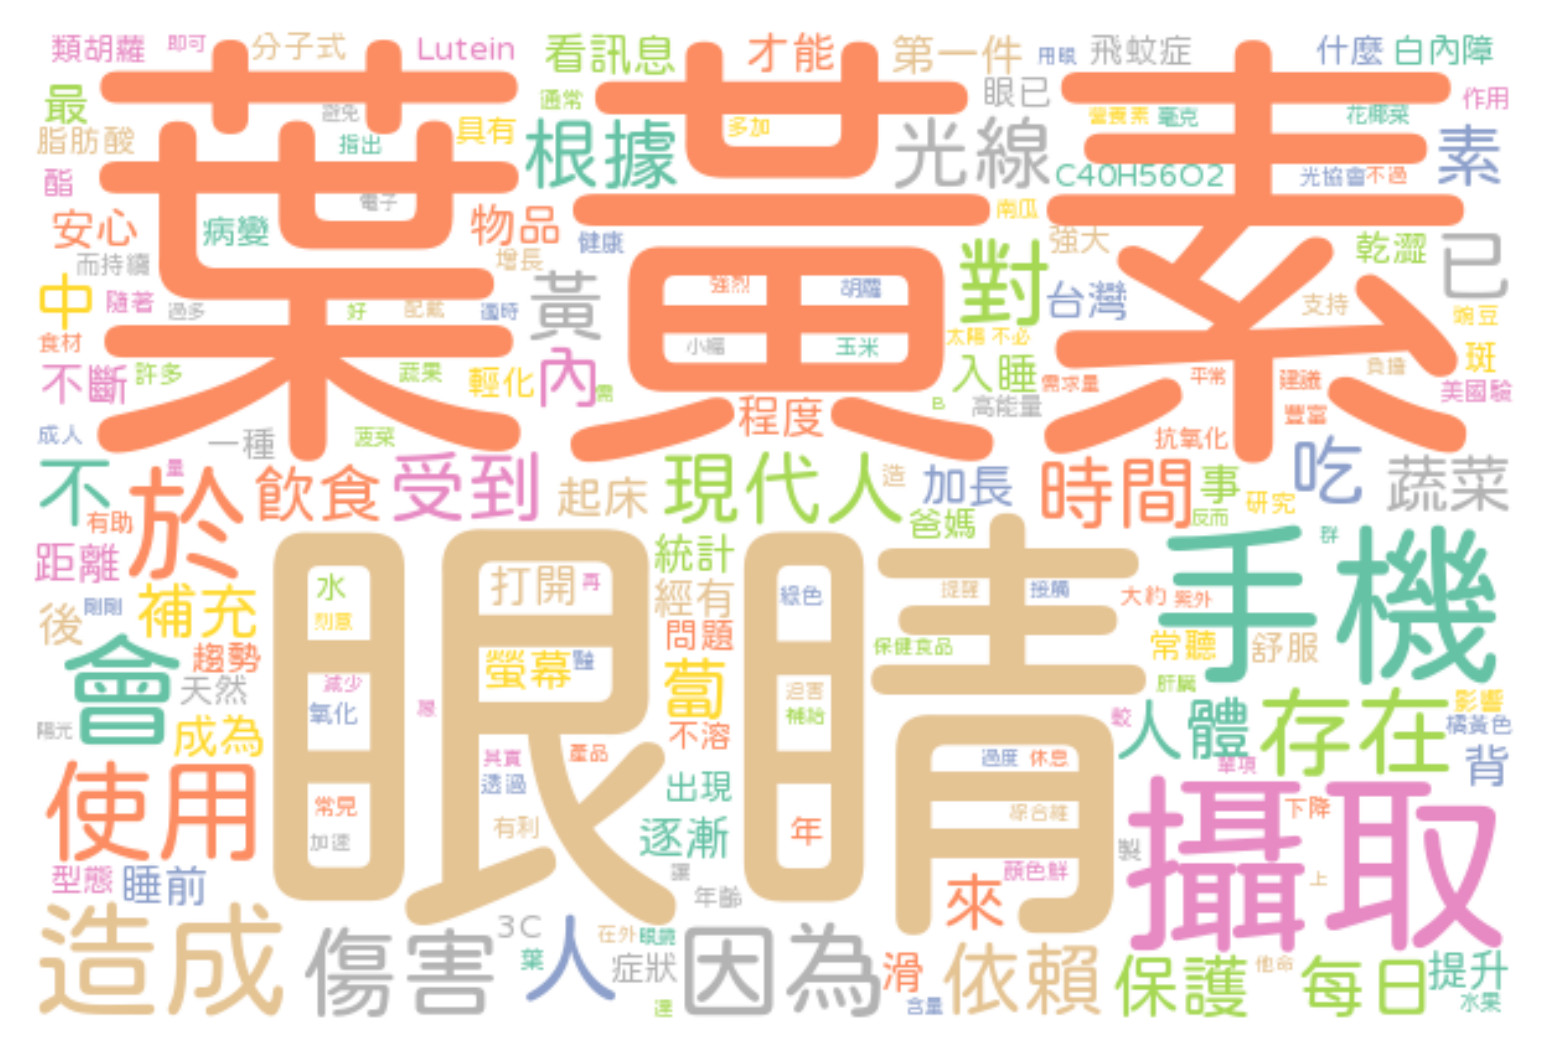 類胡蘿
即可
分子式
Lutein
看訊息
才能
第一件
用眼
飛蚊症
什麼
白內障
葉黃素
最
避免
通常
眼已
營養素
毫克
花椰菜
作用
脂肪酸
指出
具有
根據
多加
光線
素
酯
電子
C40H56O2
光協會
不過
安心
病變
物品
健康
南瓜
強大
乾澀
已
而持續
增長
黃
強烈
胡蘿
對
台灣
中
隨著
過多
好
配戴
適時
支持
豌豆
食材
小編
玉米
太陽
不必
斑
不斷
許多
蔬果
輕化
內
需
入睡
需求量
平常
建議
負擔
美國驗
成人
一種
菠菜
程度
B
高能量
抗氧化
豐富
不
量
於
飲食
受到
起床
現代人
造
加長
時間
事
研究
吃
蔬菜
有助
爸媽
反而
距離
眼睛
統計
手機
群
後
剛剛
補充
水
刻意
打開
再
經有
綠色
提醒
接觸
大約
紫外
會
趨勢
問題
保健食品
常聽
舒服
天然
減少
螢幕
醫
蔔
迫害
肝臟
陽光
成為
氧化
不溶
補給
較
人體
存在
影響
橘黃色
使用
其實
產品
透過
出現
過度
休息
單項
背
常見
加速
有利
逐漸
年
綜合維
攝取
下降
型態
睡前
讓
年齡
來
顏色鮮
製
上
造成
傷害
3C
葉
人
在外
眼鏡
症狀
因為
滑
含量
依賴
保護
他命
每日
提升
水果
達